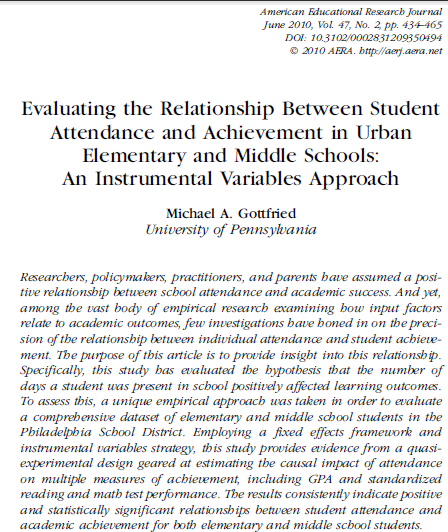 American Educational Research Journal
June 2010, Vol. 47, No. 2, pp. 434–465
DOI: 10.3102/0002831209350494
© 2010 AERA. http://aerj.aera.net
Evaluating the Relationship Between Student
Attendance and Achievement in Urban
Elementary and Middle Schools:
An Instrumental Variables Approach
Michael A. Gottfried
University of Pennsylvania
Researchers, policymakers, practitioners, and parents have assumed a posi-
tive relationship between school attendance and academic success. And yet,
among the vast body of empirical research examining how input factors
relate to academic outcomes, few investigations have honed in on the preci-
sion of the relationship between individual attendance and student achieve-
ment. The purpose of this article is to provide insight into this relationship.
Specifically, this study has evaluated the hypothesis that the number of
days a student was present in school positively affected learning outcomes.
To assess this, a unique empirical approach was taken in order to evaluate
a comprehensive dataset of elementary and middle school students in the
Philadelphia School District. Employing a fixed effects framework and
instrumental variables strategy, this study provides evidence from a quasi-
experimental design geared at estimating the causal impact of attendance
on multiple measures of achievement, including GPA and standardized
reading and math test performance. The results consistently indicate positive
and statistically significant relationships between student attendance and
academic achievement for both elementary and middle school students.